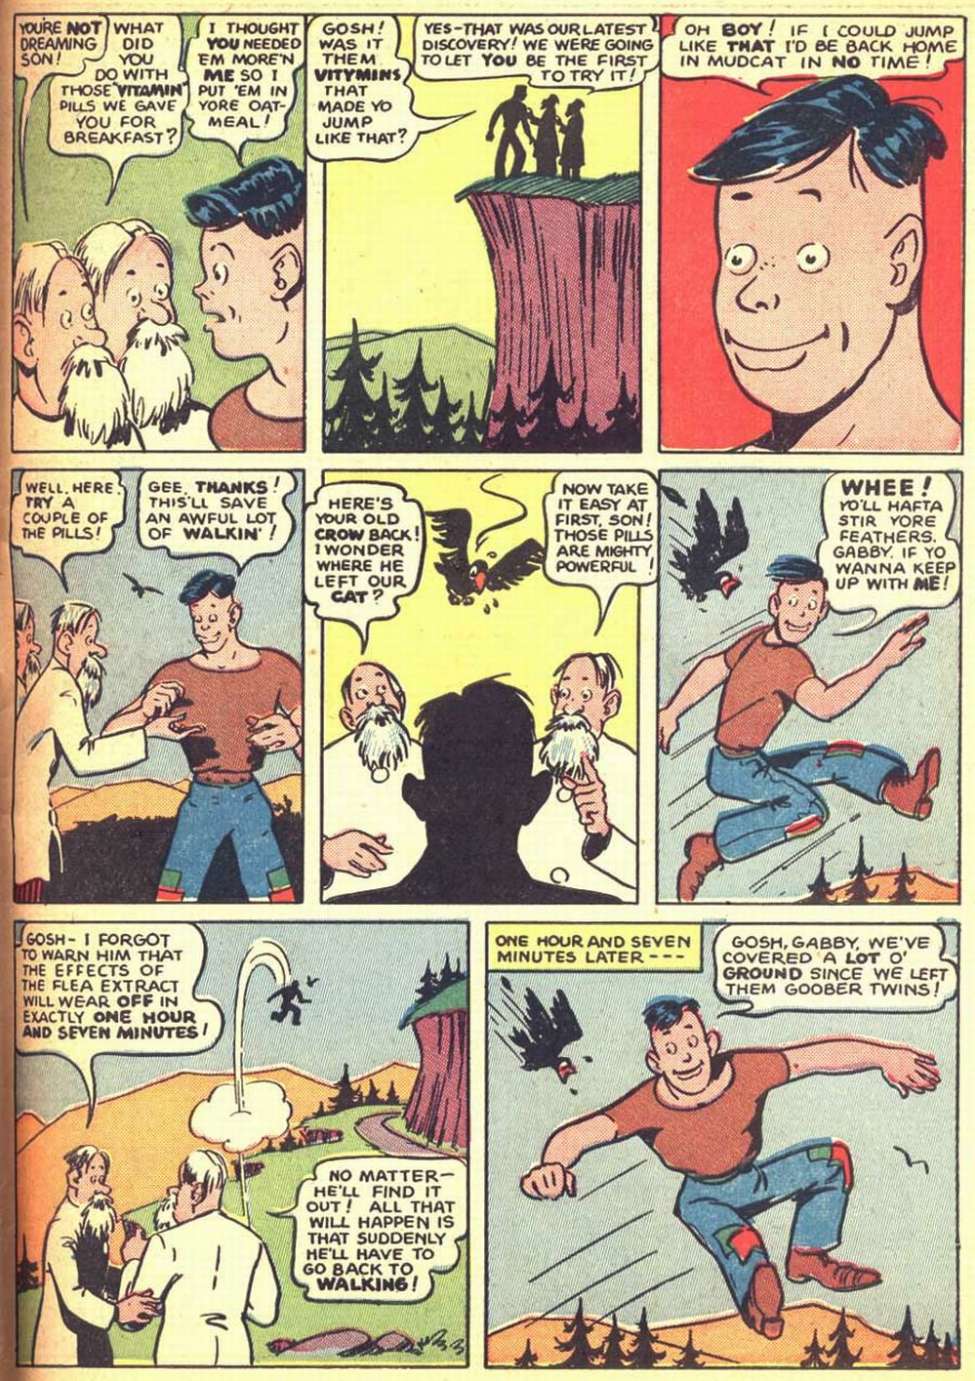 YOU'RE NOT
DREAMING
SON!
WHAT
DID
YOU
DO WITH
THOSE "VITAMIN"
PILLS WE GAVE
YOU FOR
BREAKFAST?
I THOUGHT
YOU NEEDED
'EM MORE'N
ME SO I
PUT 'EM IN
YORE OAT-
MEAL!
GOSH!
WAS IT
THEM
VITYMINS
THAT
MADE YO
JUMP
LIKE THAT?
YES-THAT WAS OUR LATEST
DISCOVERY! WE WERE GOING
TO LET YOU BE THE FIRST
TO TRY IT!
OH BOY! IF I COULD JUMP
LIKE THAT I'D BE BACK HOME
IN MUDCAT IN NO TIME!
WELL, HERE.
TRY A
COUPLE OF
THE PILLS!
GEE, THANKS!
THIS'LL SAVE
AN AWFUL LOT
OF WALKIN'!
HERE'S
YOUR OLD
CROW BACK!
I WONDER
WHERE HE
LEFT OUR
CAT?
NOW TAKE
IT EASY AT
FIRST, SON!
THOSE PILLS
ARE MIGHTY
POWERFUL!
WHEE!
YO'LL HAFTA
STIR YORE
FEATHERS.
GABBY, IF YO
WANNA KEEP
UP WITH ME!
GOSH- I FORGOT
TO WARN HIM THAT
THE EFFECTS OF
THE FLEA EXTRACT
WILL WEAR OFF IN
EXACTLY ONE HOUR
AND SEVEN MINUTES!
NO MATTER-
HE'LL FIND IT
OUT! ALL THAT
WILL HAPPEN IS
THAT SUDDENLY
HE'LL HAVE TO
GO BACK TO
WALKING!
ONE HOUR AND SEVEN
MINUTES LATER---
GOSH, GABBY, WE'VE
COVERED A LOT O'
GROUND SINCE WE LEFT
THEM GOOBER TWINS!